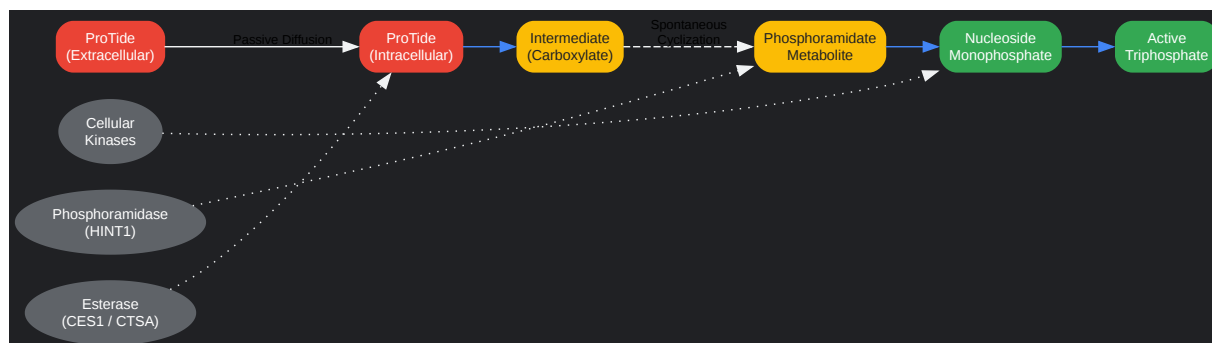 ProTide
(Extracellular)
Passive Diffusion
ProTide
(Intracellular)
Intermediate
(Carboxylate)
Spontaneous
Cyclization
Phosphoramidate
Metabolite
Nucleoside
Monophosphate
Active
Triphosphate
Cellular
Kinases
Phosphoramidase
(HINT1)
Esterase
(CES1 / CTSA)